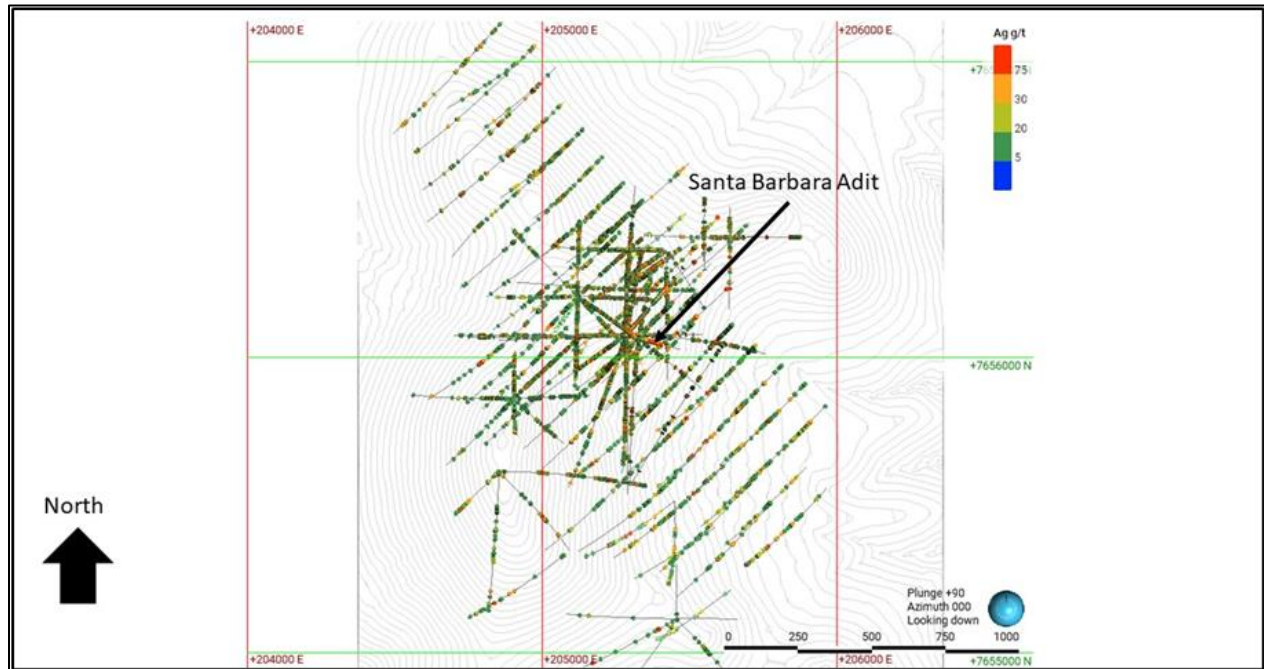 +204000 E
+205000 E
+206000 E
Ag g/t
75
30
20
5
Santa Barbara Adit
+7656000 N
North
Plunge +90
Azimuth 000
Looking down
0 250 500 750 1000
+204000 E
+205000 E
+206000 E
+7655000 N